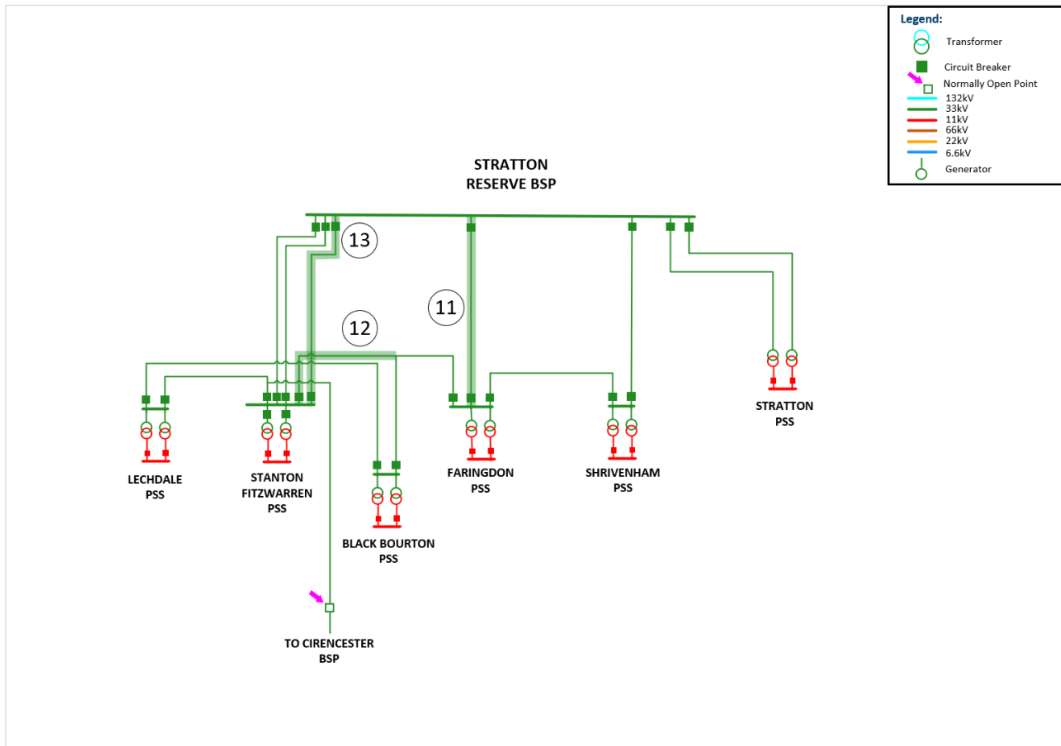 Legend:
Transformer
Circuit Breaker
Normally Open Point
132kV
33kV
11kV
66kV
22kV
6.6kV
Generator
STRATTON
RESERVE BSP
13
11
12
STRATTON
PSS
LECHDALE
PSS
STANTON
FITZWARREN
PSS
FARINGDON
PSS
SHRIVENHAM
PSS
BLACK BOURTON
PSS
TO CIRENCESTER
BSP